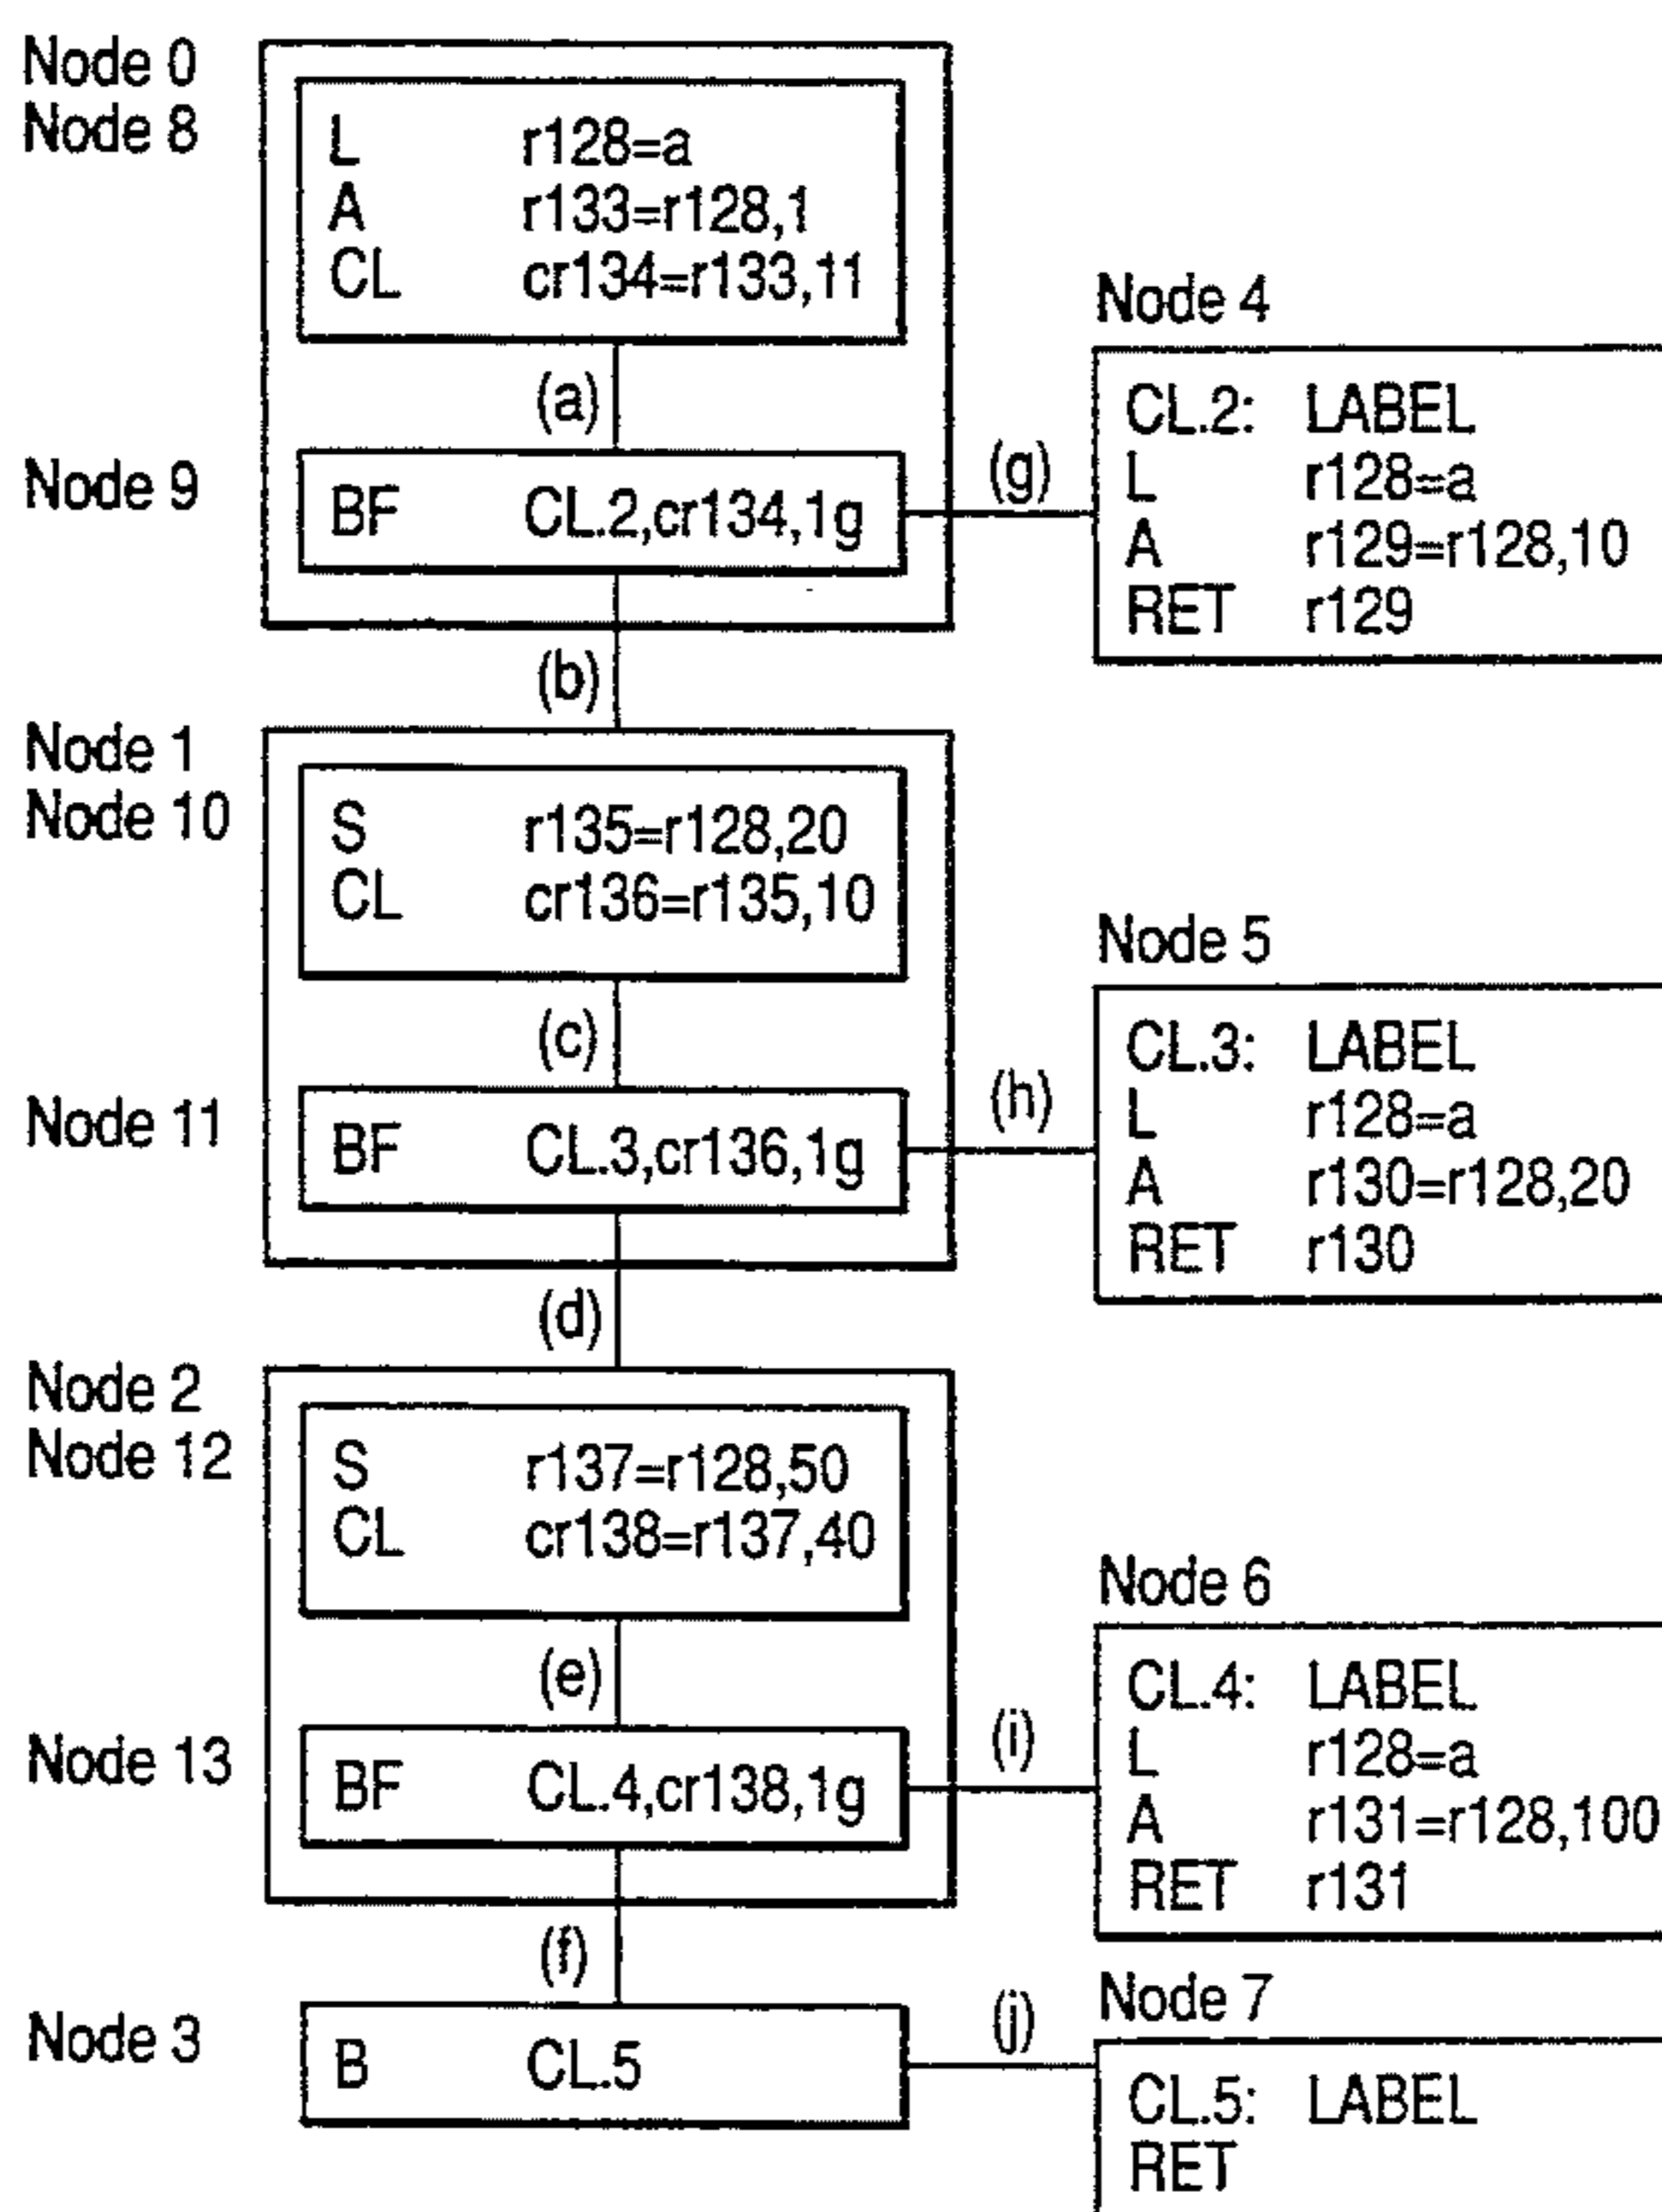 Node 0
Node 8
L r128=a
A r133=r128,1
CL cr134=r133,11
(a)
Node 9
BF CL.2,cr134,1g
(g)
Node 4
CL.2: LABEL
L r128=a
A r129=r128,10
RET r129
(b)
Node 1
Node 10
S r135=r128,20
CL cr136=r135,10
(c)
Node 11
BF CL.3,cr136,1g
(h)
Node 5
CL.3: LABEL
L r128=a
A r130=r128,20
RET r130
(d)
Node 2
Node 12
S r137=r128,50
CL cr138=r137,40
(e)
Node 13
BF CL.4,cr138,1g
(i)
Node 6
CL.4: LABEL
L r128=a
A r131=r128,100
RET r131
(f)
Node 3
B CL.5
(j)
Node 7
CL.5: LABEL
RET